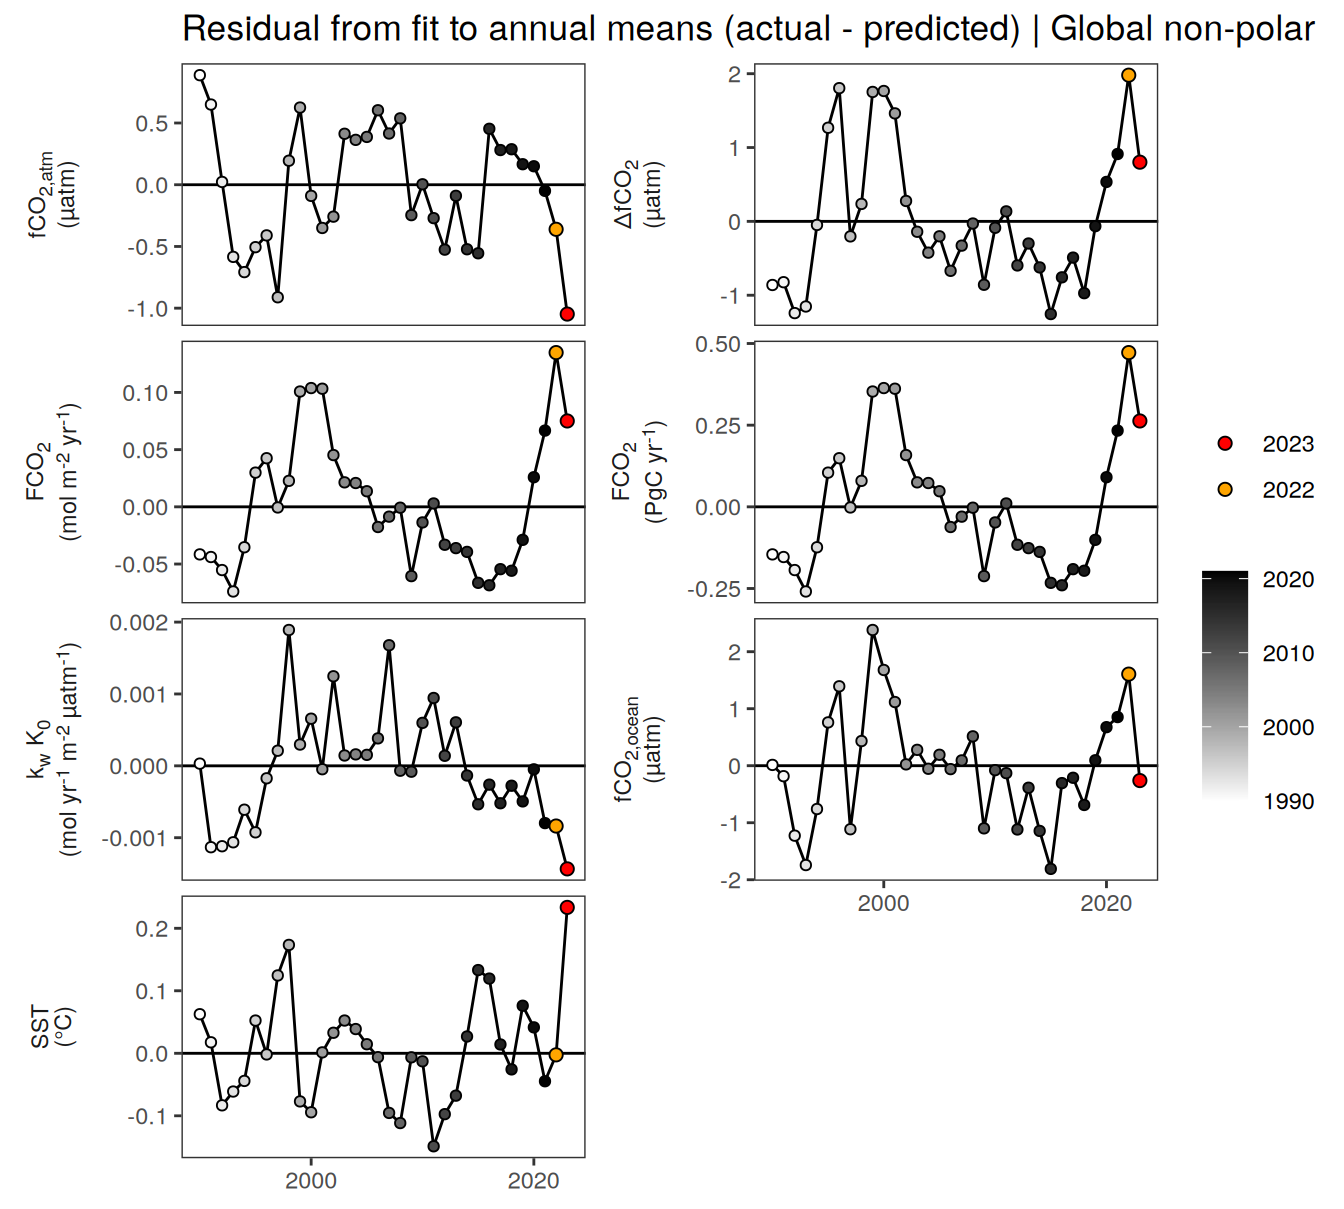 Residual from fit to annual means (actual - predicted) | Global non-polar
fCO2,atm
(µatm)
0.5
0.0
-0.5
-1.0
ΔfCO2
(µatm)
2
1
0
-1
FCO2
(mol m-2 yr-1)
0.10
0.05
0.00
-0.05
FCO2
(PgC yr-1)
0.50
0.25
0.00
-0.25
kw K0
(mol yr-1 m-2 µatm-1)
0.002
0.001
0.000
-0.001
fCO2,ocean
(µatm)
2
1
0
-1
-2
2000
2020
SST
(°C)
0.2
0.1
0.0
-0.1
2000
2020
2023
2022
2020
2010
2000
1990